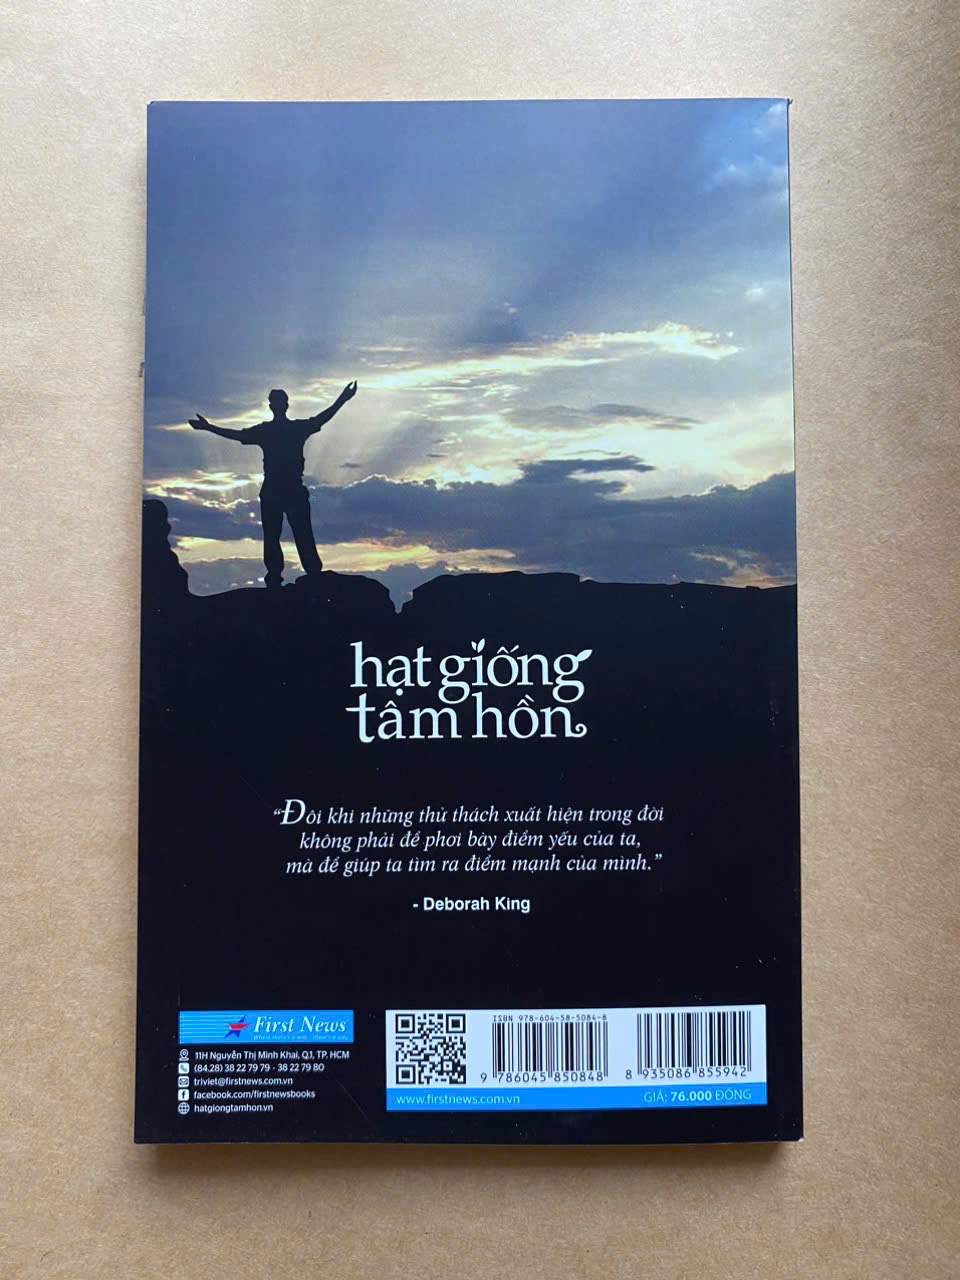 hạt giống
tâm hồn
“Đôi khi những thử thách xuất hiện trong đời
không phải để phơi bày điểm yếu của ta,
mà để giúp ta tìm ra điểm mạnh của mình.”
- Deborah King
First News
11H Nguyễn Thị Minh Khai, Q.1, TP. HCM
(84.28) 38 22 79 79 - 38 22 79 80
triviet@firstnews.com.vn
facebook.com/firstnewsbooks
hatgiongtamhon.vn
ISBN 978-604-58-5084-8
9 786045 850848
8 935086 855942
www.firstnews.com.vn
GIÁ: 76.000 ĐỒNG